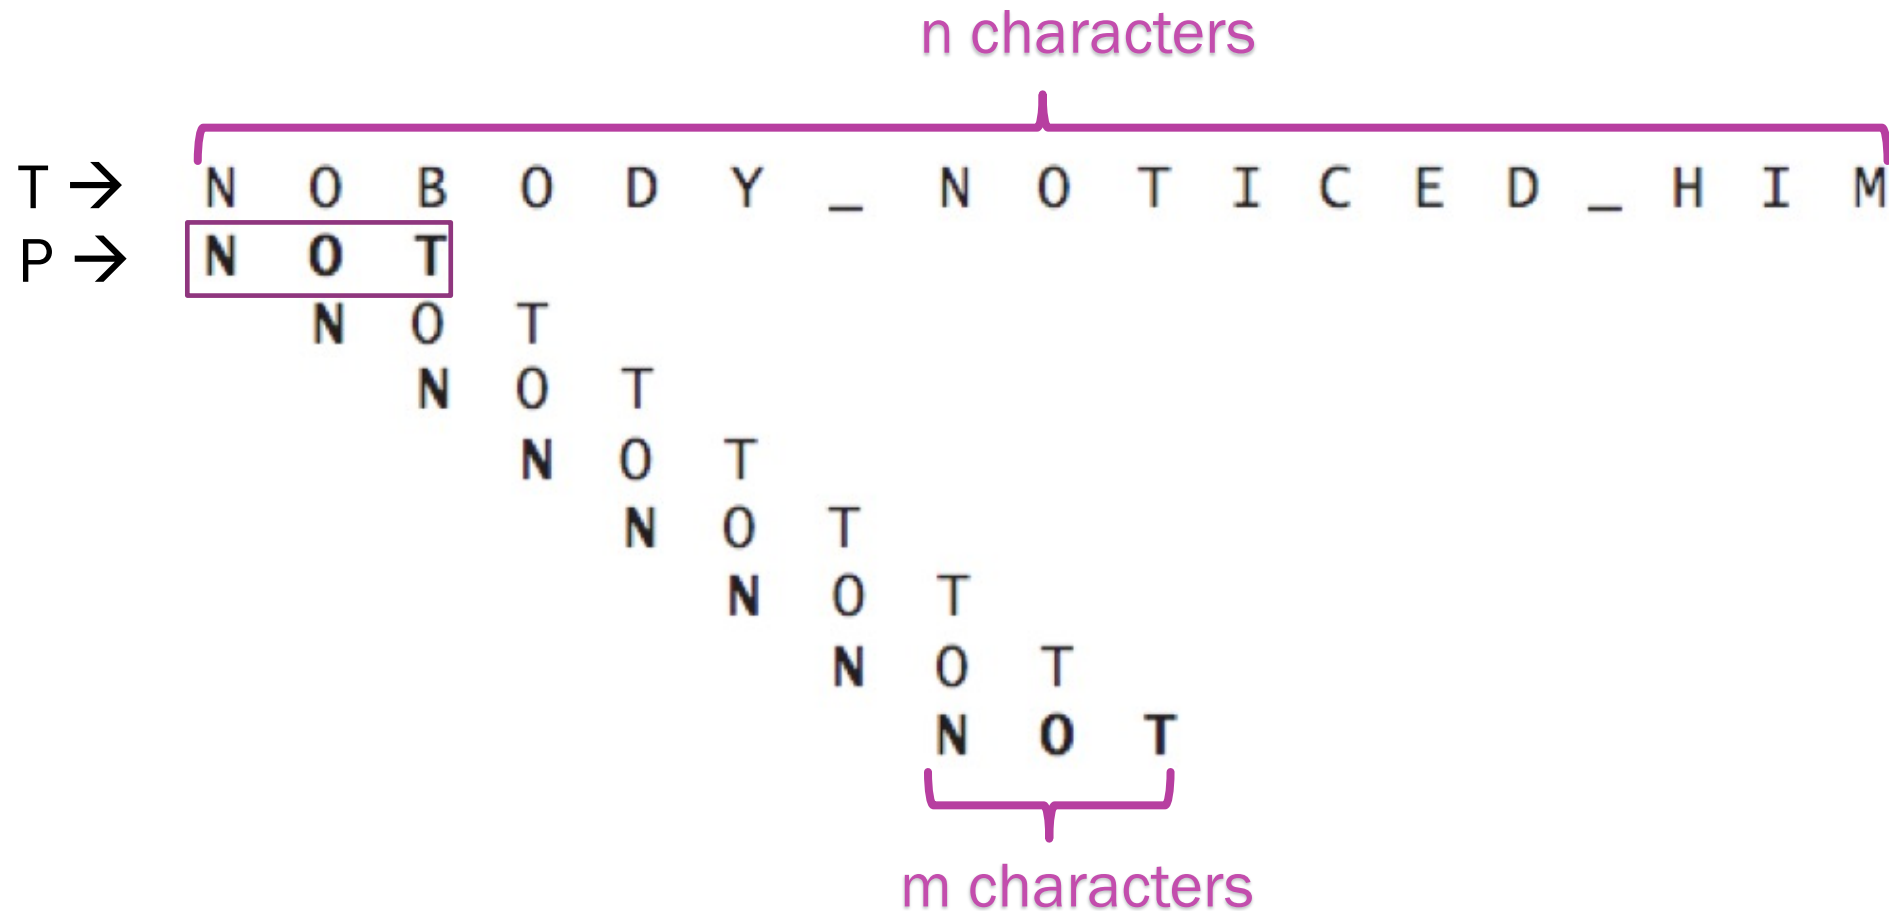 n characters
T → N O B O D Y _ N O T I C E D _ H I M
P → N O T
N O T
N O T
N O T
N O T
N O T
N O T
N O T
m characters